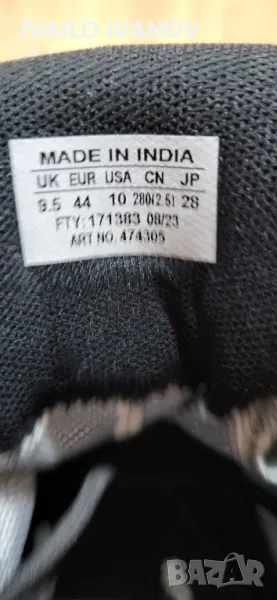 IVAILO IVANOV
MADE IN INDIA
UK EUR USA CN JP
9.5 44 10 280(2.5) 28
FTY: 171383 08/23
ART NO. 474305
BAZAR